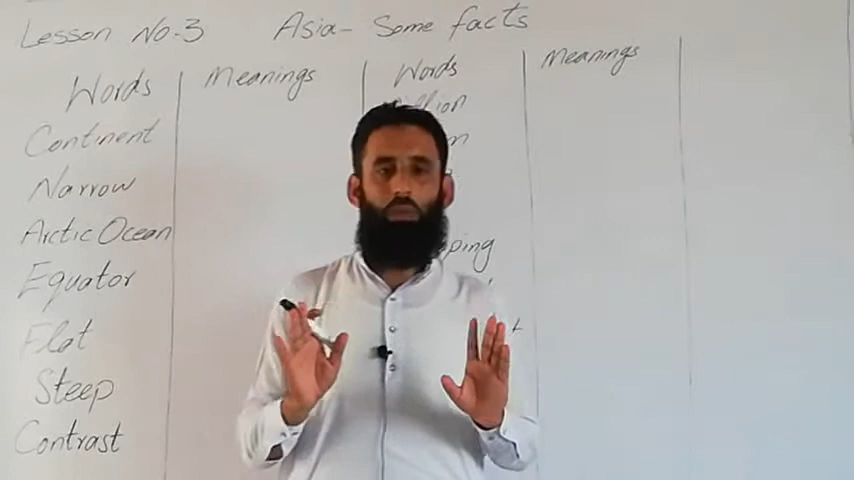 Lesson No-3 Asia- Some facts
Words Meanings Words Meanings
Continent
Narrow
Arctic Ocean
Equator
Flat
Steep
Contrast